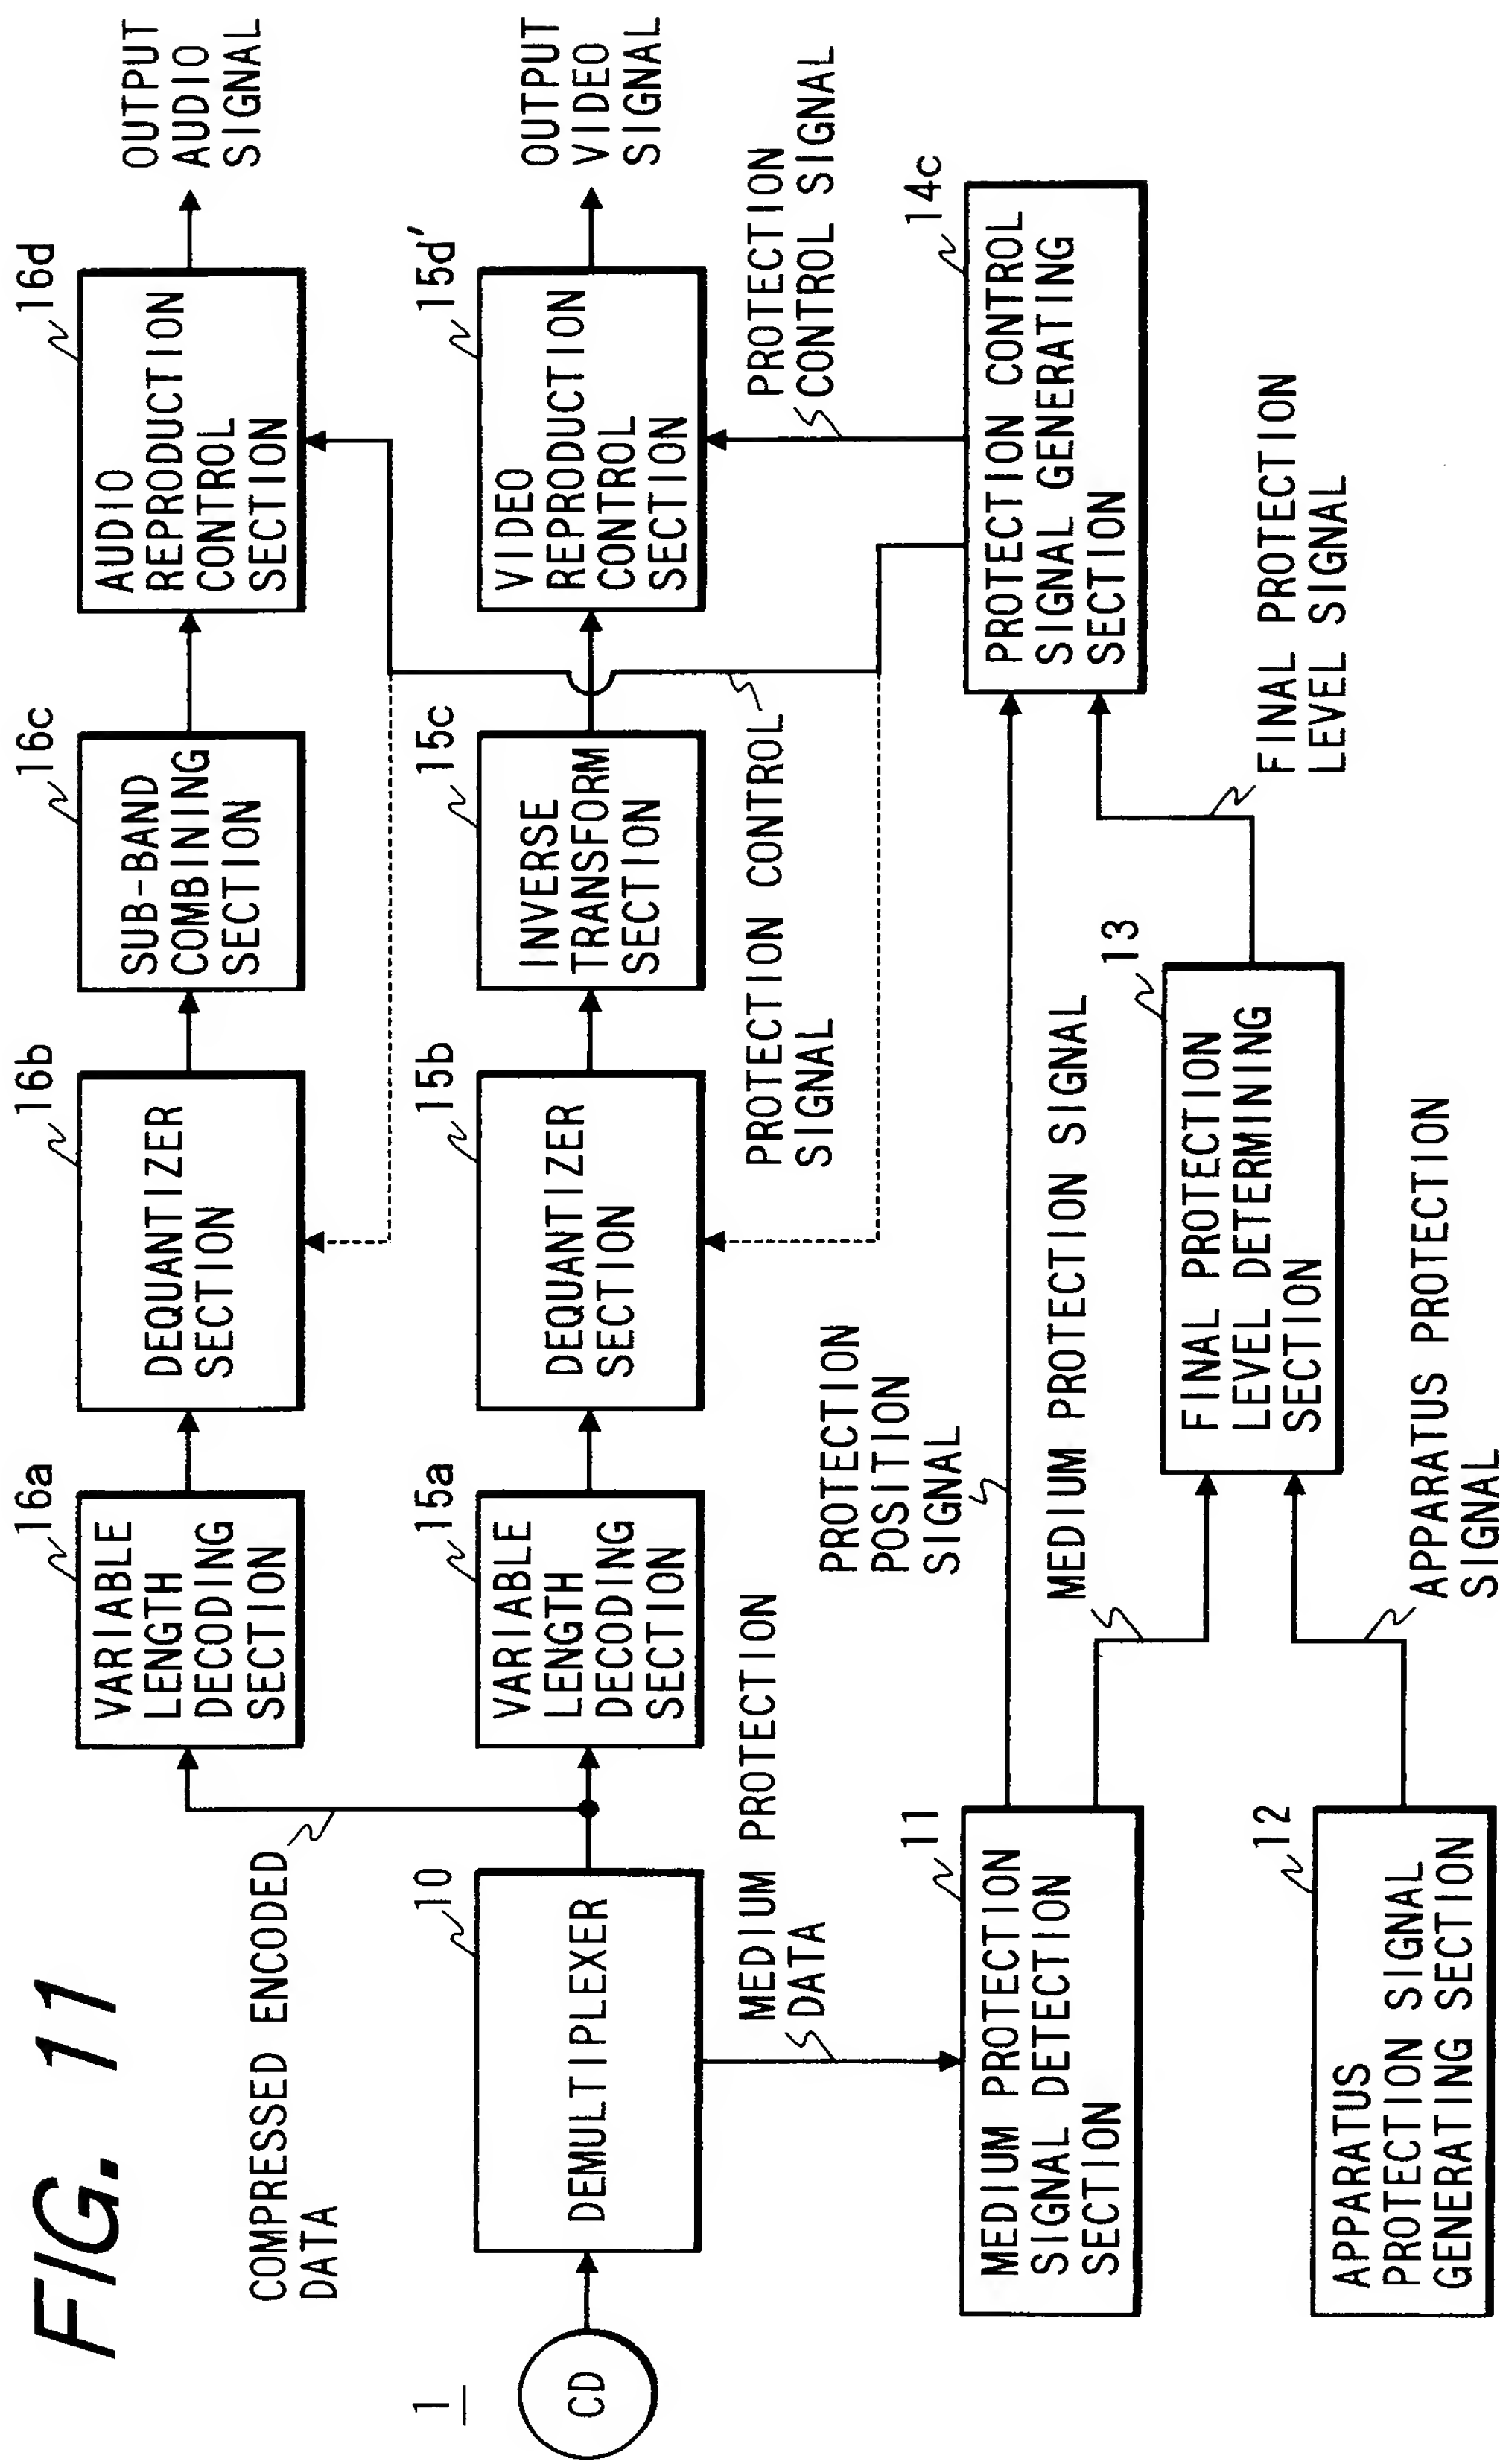 FIG. 11
1
CD
COMPRESSED ENCODED
DATA
10
DEMULTIPLEXER
16a
VARIABLE
LENGTH
DECODING
SECTION
16b
DEQUANTIZER
SECTION
16c
SUB-BAND
COMBINING
SECTION
16d
AUDIO
REPRODUCTION
CONTROL
SECTION
OUTPUT
AUDIO
SIGNAL
15a
VARIABLE
LENGTH
DECODING
SECTION
15b
DEQUANTIZER
SECTION
15c
INVERSE
TRANSFORM
SECTION
15d'
VIDEO
REPRODUCTION
CONTROL
SECTION
OUTPUT
VIDEO
SIGNAL
MEDIUM PROTECTION
DATA
PROTECTION
POSITION
SIGNAL
PROTECTION CONTROL
SIGNAL
PROTECTION
CONTROL SIGNAL
11
MEDIUM PROTECTION
SIGNAL DETECTION
SECTION
MEDIUM PROTECTION SIGNAL
14c
PROTECTION CONTROL
SIGNAL GENERATING
SECTION
13
FINAL PROTECTION
LEVEL DETERMINING
SECTION
FINAL PROTECTION
LEVEL SIGNAL
12
APPARATUS
PROTECTION SIGNAL
GENERATING SECTION
APPARATUS PROTECTION
SIGNAL